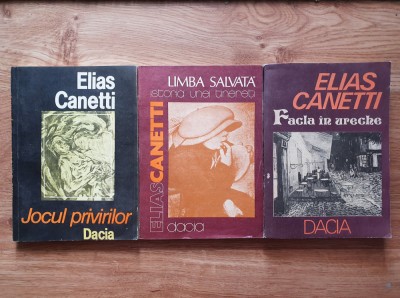 Elias
Canetti
Jocul privirilor
Dacia
LIMBA SALVATĂ
istoria unei tinereți
ELIAS CANETTI
dacia
ELIAS
CANETTI
Facla în ureche
DACIA